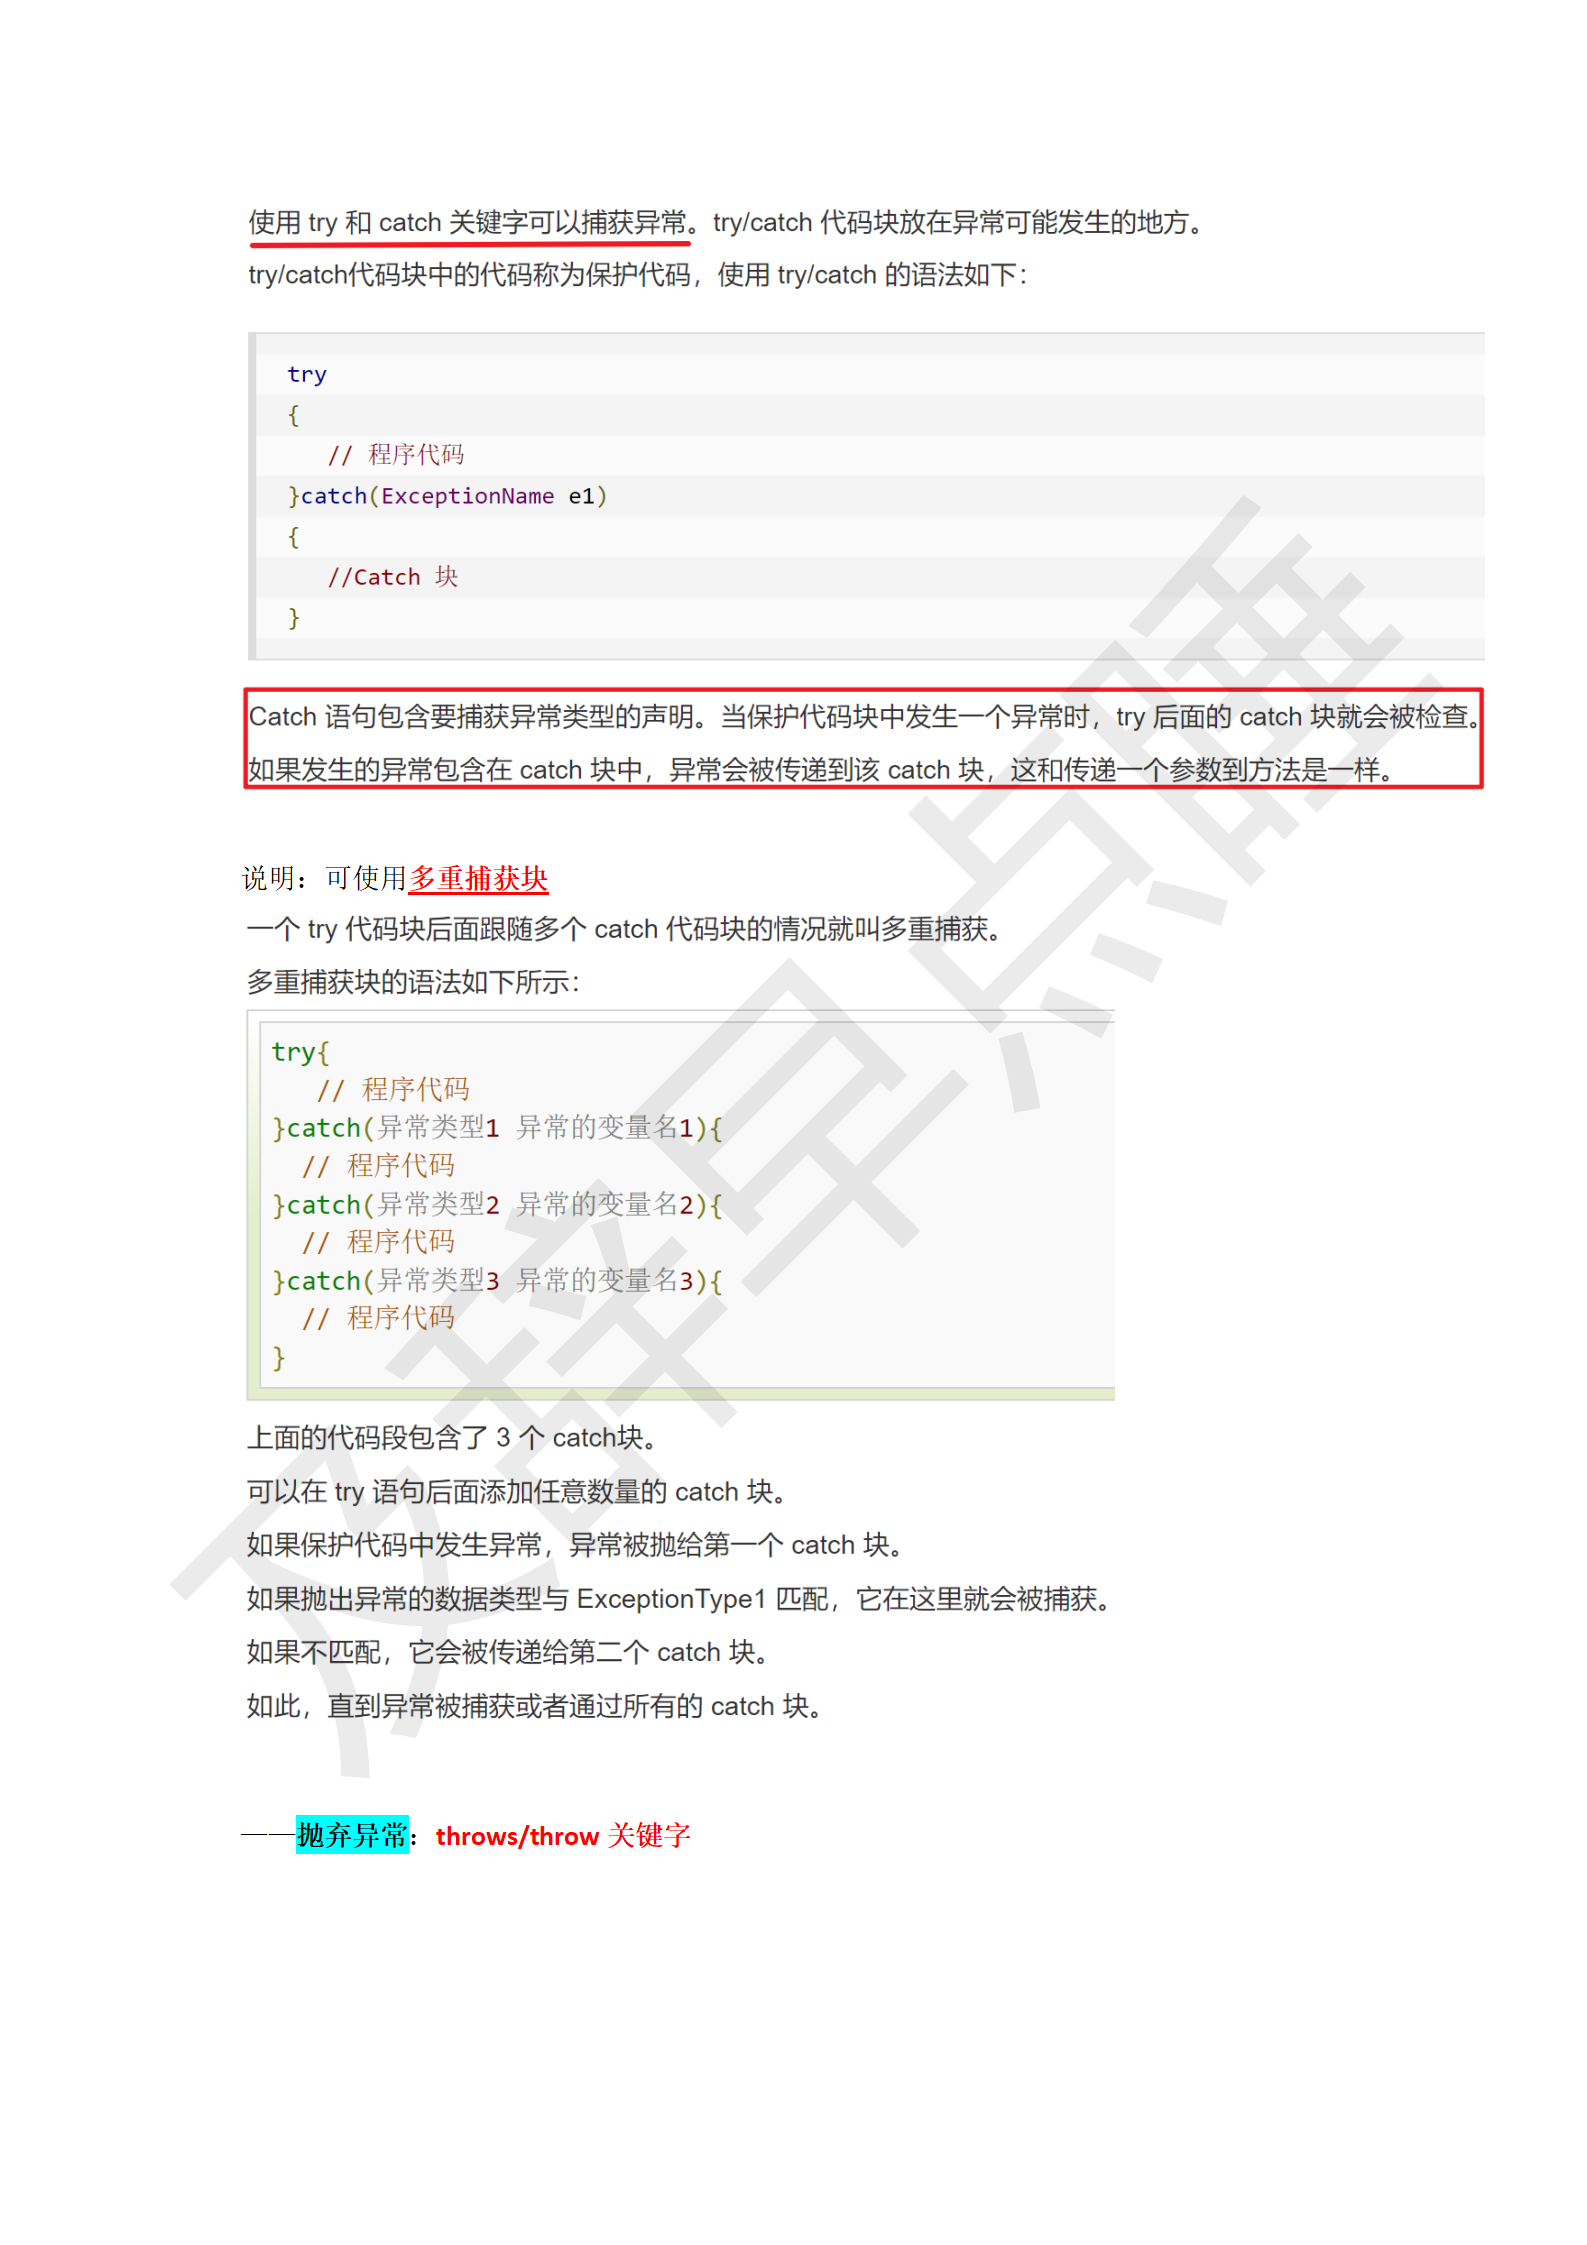 使用 try 和 catch 关键字可以捕获异常。try/catch 代码块放在异常可能发生的地方。
try/catch代码块中的代码称为保护代码，使用 try/catch 的语法如下：
try
{
// 程序代码
}catch(ExceptionName e1)
{
//Catch 块
}
Catch 语句包含要捕获异常类型的声明。当保护代码块中发生一个异常时，try 后面的 catch 块就会被检查。
如果发生的异常包含在 catch 块中，异常会被传递到该 catch 块，这和传递一个参数到方法是一样。
说明：可使用多重捕获块
一个 try 代码块后面跟随多个 catch 代码块的情况就叫多重捕获。
多重捕获块的语法如下所示：
try{
// 程序代码
}catch(异常类型1 异常的变量名1){
// 程序代码
}catch(异常类型2 异常的变量名2){
// 程序代码
}catch(异常类型3 异常的变量名3){
// 程序代码
}
上面的代码段包含了 3 个 catch块。
可以在 try 语句后面添加任意数量的 catch 块。
如果保护代码中发生异常，异常被抛给第一个 catch 块。
如果抛出异常的数据类型与 ExceptionType1 匹配，它在这里就会被捕获。
如果不匹配，它会被传递给第二个 catch 块。
如此，直到异常被捕获或者通过所有的 catch 块。
——抛弃异常：throws/throw 关键字
及辞早点睡